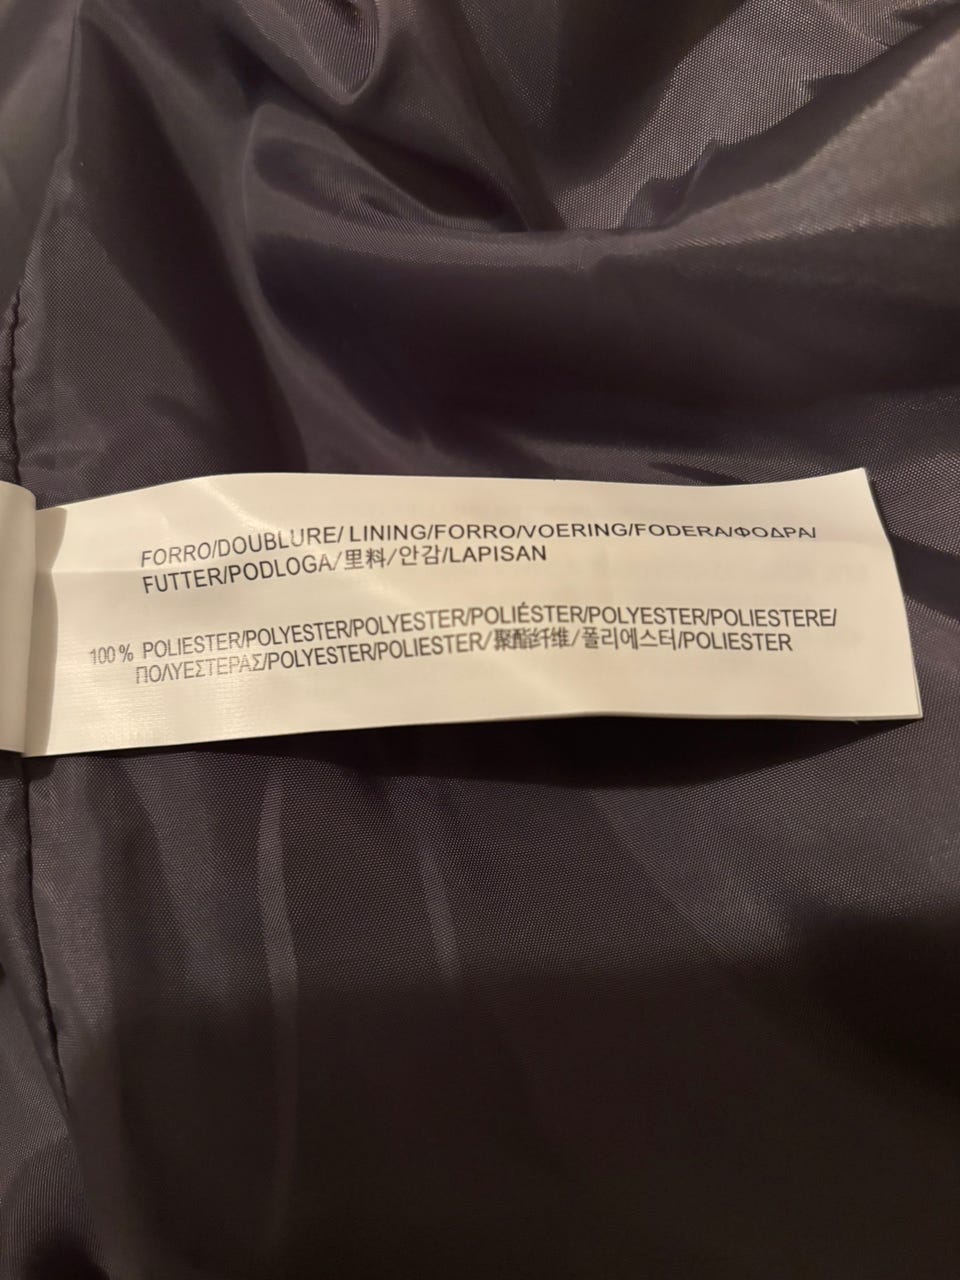 FORRO/DOUBLURE/ LINING/FORRO/VOERING/FODERA/ΦΟΔΡΑ/
FUTTER/PODLOGA/里料/안감/LAPISAN
100% POLIESTER/POLYESTER/POLYESTER/POLIÉSTER/POLYESTER/POLIESTERE/
ΠΟΛΥΕΣΤΕΡΑΣ/POLYESTER/POLIESTER/聚酯纤维/폴리에스터/POLIESTER